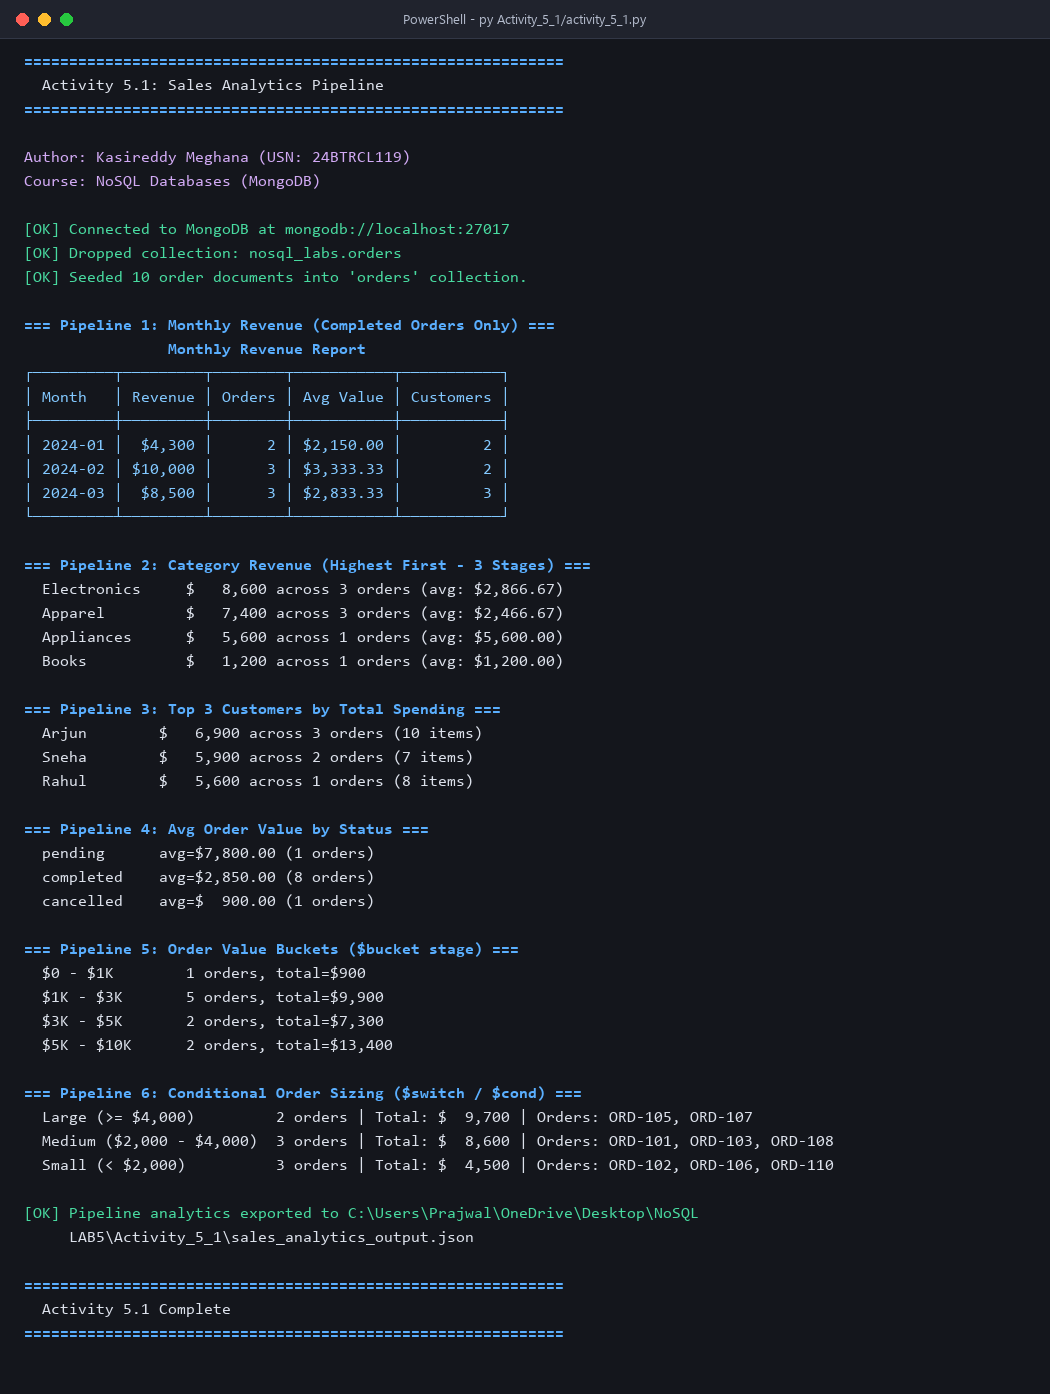 PowerShell - py Activity_5_1/activity_5_1.py
============================================================
Activity 5.1: Sales Analytics Pipeline
============================================================
Author: Kasireddy Meghana (USN: 24BTRCL119)
Course: NoSQL Databases (MongoDB)
[OK] Connected to MongoDB at mongodb://localhost:27017
[OK] Dropped collection: nosql_labs.orders
[OK] Seeded 10 order documents into 'orders' collection.
=== Pipeline 1: Monthly Revenue (Completed Orders Only) ===
Monthly Revenue Report
│ Month │ Revenue │ Orders │ Avg Value │ Customers │
│ 2024-01 │ $4,300 │ 2 │ $2,150.00 │ 2 │
│ 2024-02 │ $10,000 │ 3 │ $3,333.33 │ 2 │
│ 2024-03 │ $8,500 │ 3 │ $2,833.33 │ 3 │
=== Pipeline 2: Category Revenue (Highest First - 3 Stages) ===
Electronics $ 8,600 across 3 orders (avg: $2,866.67)
Apparel $ 7,400 across 3 orders (avg: $2,466.67)
Appliances $ 5,600 across 1 orders (avg: $5,600.00)
Books $ 1,200 across 1 orders (avg: $1,200.00)
=== Pipeline 3: Top 3 Customers by Total Spending ===
Arjun $ 6,900 across 3 orders (10 items)
Sneha $ 5,900 across 2 orders (7 items)
Rahul $ 5,600 across 1 orders (8 items)
=== Pipeline 4: Avg Order Value by Status ===
pending avg=$7,800.00 (1 orders)
completed avg=$2,850.00 (8 orders)
cancelled avg=$ 900.00 (1 orders)
=== Pipeline 5: Order Value Buckets ($bucket stage) ===
$0 - $1K 1 orders, total=$900
$1K - $3K 5 orders, total=$9,900
$3K - $5K 2 orders, total=$7,300
$5K - $10K 2 orders, total=$13,400
=== Pipeline 6: Conditional Order Sizing ($switch / $cond) ===
Large (>= $4,000) 2 orders | Total: $ 9,700 | Orders: ORD-105, ORD-107
Medium ($2,000 - $4,000) 3 orders | Total: $ 8,600 | Orders: ORD-101, ORD-103, ORD-108
Small (< $2,000) 3 orders | Total: $ 4,500 | Orders: ORD-102, ORD-106, ORD-110
[OK] Pipeline analytics exported to C:\Users\Prajwal\OneDrive\Desktop\NoSQL
LAB5\Activity_5_1\sales_analytics_output.json
============================================================
Activity 5.1 Complete
============================================================